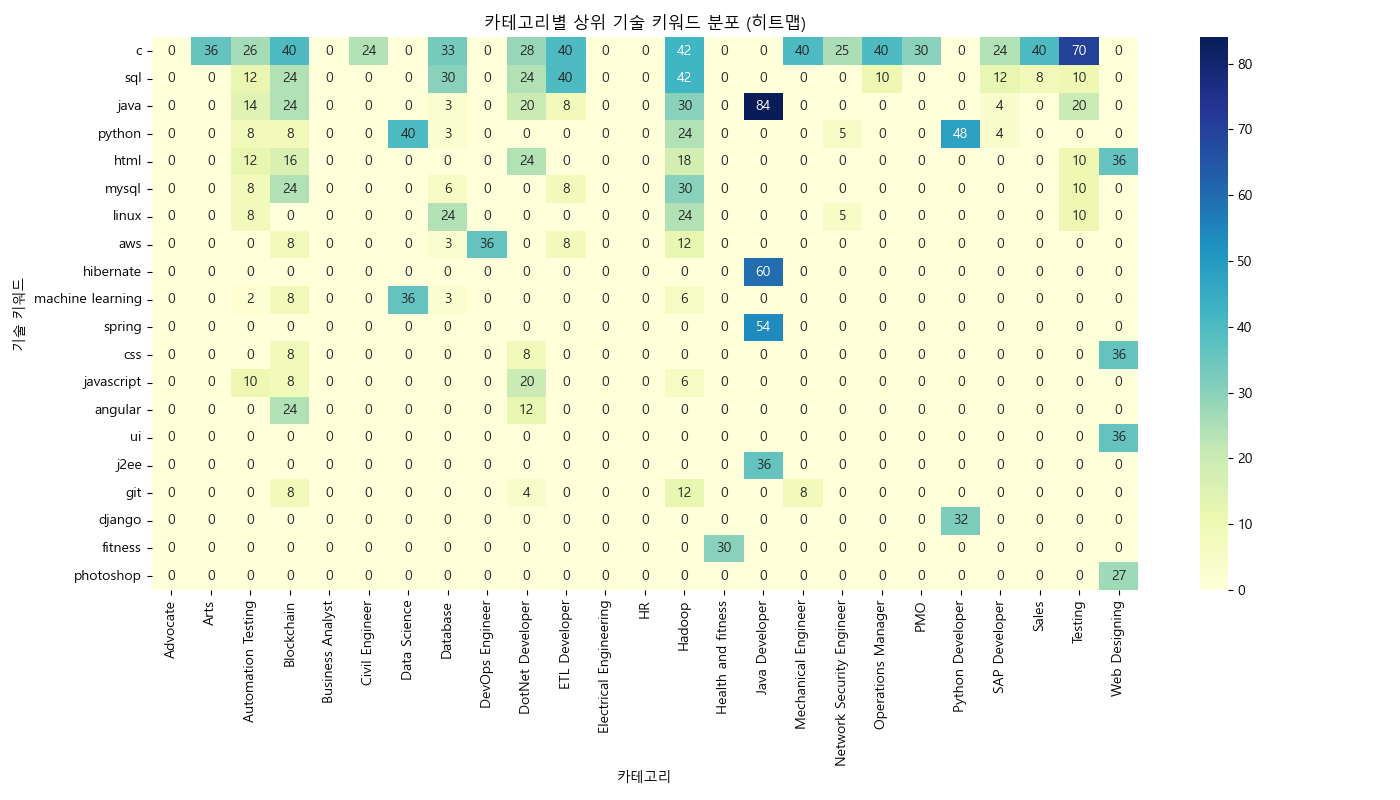 카테고리별 상위 기술 키워드 분포 (히트맵)
기술 키워드
c 0 36 26 40 0 24 0 33 0 28 40 0 0 42 0 0 40 25 40 30 0 24 40 70 0
sql 0 0 12 24 0 0 0 30 0 24 40 0 0 42 0 0 0 0 10 0 0 12 8 10 0
java 0 0 14 24 0 0 0 3 0 20 8 0 0 30 0 84 0 0 0 0 0 4 0 20 0
python 0 0 8 8 0 0 40 3 0 0 0 0 0 24 0 0 0 5 0 0 48 4 0 0 0
html 0 0 12 16 0 0 0 0 0 24 0 0 0 18 0 0 0 0 0 0 0 0 0 10 36
mysql 0 0 8 24 0 0 0 6 0 0 8 0 0 30 0 0 0 0 0 0 0 0 0 10 0
linux 0 0 8 0 0 0 0 24 0 0 0 0 0 24 0 0 0 5 0 0 0 0 0 10 0
aws 0 0 0 8 0 0 0 3 36 0 8 0 0 12 0 0 0 0 0 0 0 0 0 0 0
hibernate 0 0 0 0 0 0 0 0 0 0 0 0 0 0 0 60 0 0 0 0 0 0 0 0 0
machine learning 0 0 2 8 0 0 36 3 0 0 0 0 0 6 0 0 0 0 0 0 0 0 0 0 0
spring 0 0 0 0 0 0 0 0 0 0 0 0 0 0 0 54 0 0 0 0 0 0 0 0 0
css 0 0 0 8 0 0 0 0 0 8 0 0 0 0 0 0 0 0 0 0 0 0 0 0 36
javascript 0 0 10 8 0 0 0 0 0 20 0 0 0 6 0 0 0 0 0 0 0 0 0 0 0
angular 0 0 0 24 0 0 0 0 0 12 0 0 0 0 0 0 0 0 0 0 0 0 0 0 0
ui 0 0 0 0 0 0 0 0 0 0 0 0 0 0 0 0 0 0 0 0 0 0 0 0 36
j2ee 0 0 0 0 0 0 0 0 0 0 0 0 0 0 0 36 0 0 0 0 0 0 0 0 0
git 0 0 0 8 0 0 0 0 0 4 0 0 0 12 0 0 8 0 0 0 0 0 0 0 0
django 0 0 0 0 0 0 0 0 0 0 0 0 0 0 0 0 0 0 0 0 32 0 0 0 0
fitness 0 0 0 0 0 0 0 0 0 0 0 0 0 0 30 0 0 0 0 0 0 0 0 0 0
photoshop 0 0 0 0 0 0 0 0 0 0 0 0 0 0 0 0 0 0 0 0 0 0 0 0 27
Advocate
Arts
Automation Testing
Blockchain
Business Analyst
Civil Engineer
Data Science
Database
DevOps Engineer
DotNet Developer
ETL Developer
Electrical Engineering
HR
Hadoop
Health and fitness
Java Developer
Mechanical Engineer
Network Security Engineer
Operations Manager
PMO
Python Developer
SAP Developer
Sales
Testing
Web Designing
카테고리
80
70
60
50
40
30
20
10
0